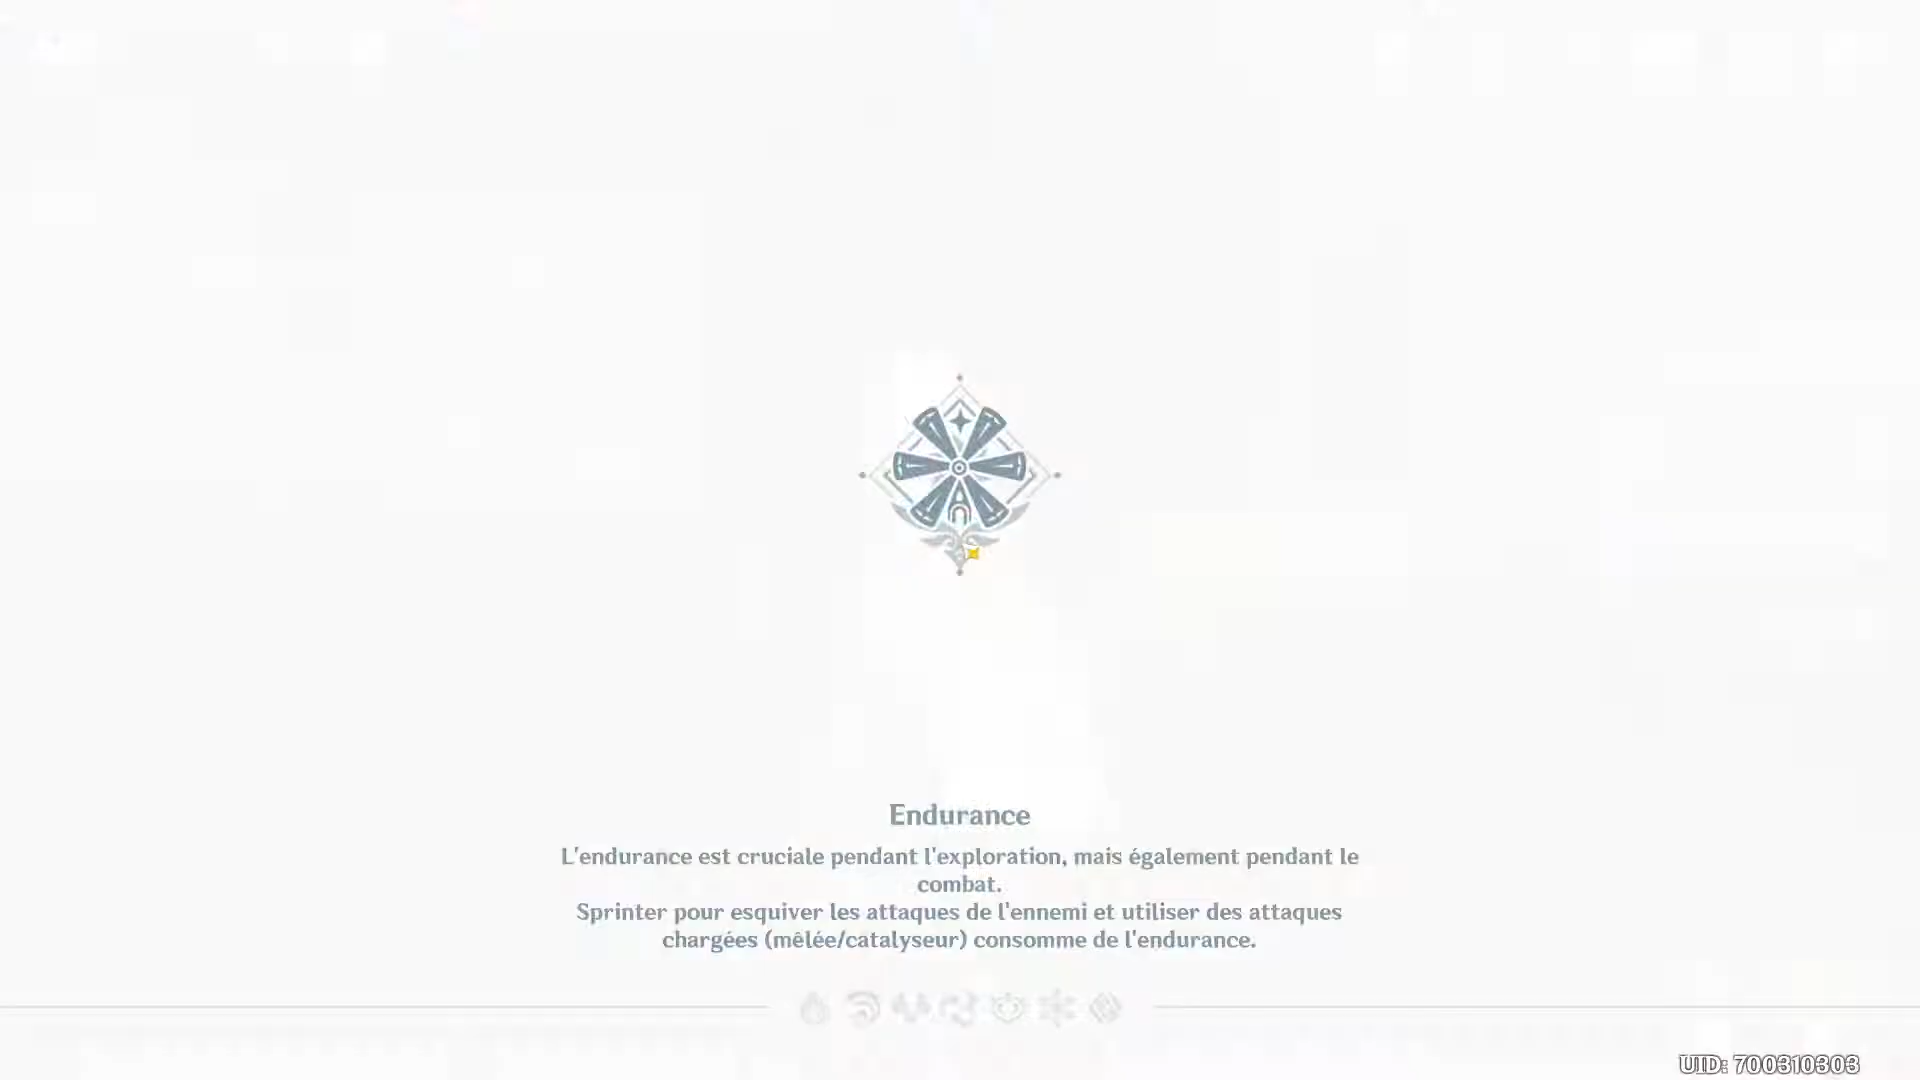 Endurance
L'endurance est cruciale pendant l'exploration, mais également pendant le
combat.
Sprinter pour esquiver les attaques de l'ennemi et utiliser des attaques
chargées (mêlée/catalyseur) consomme de l'endurance.
UID: 700310303